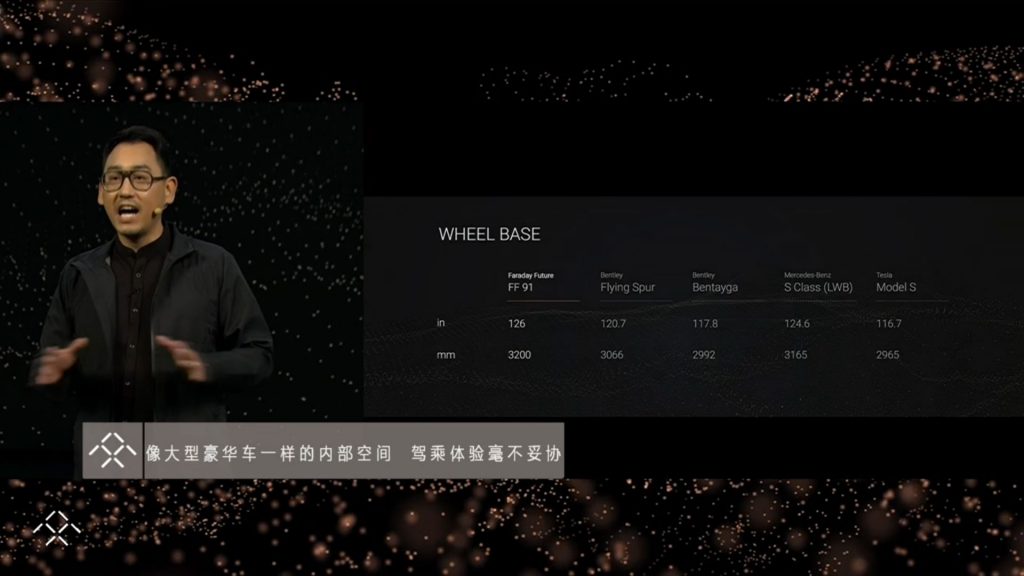 WHEEL BASE
Faraday Future Bentley Bentley Mercedes-Benz Tesla
FF 91 Flying Spur Bentayga S Class (LWB) Model S
in 126 120.7 117.8 124.6 116.7
mm 3200 3066 2992 3165 2965
像大型豪华车一样的内部空间 驾乘体验毫不妥协